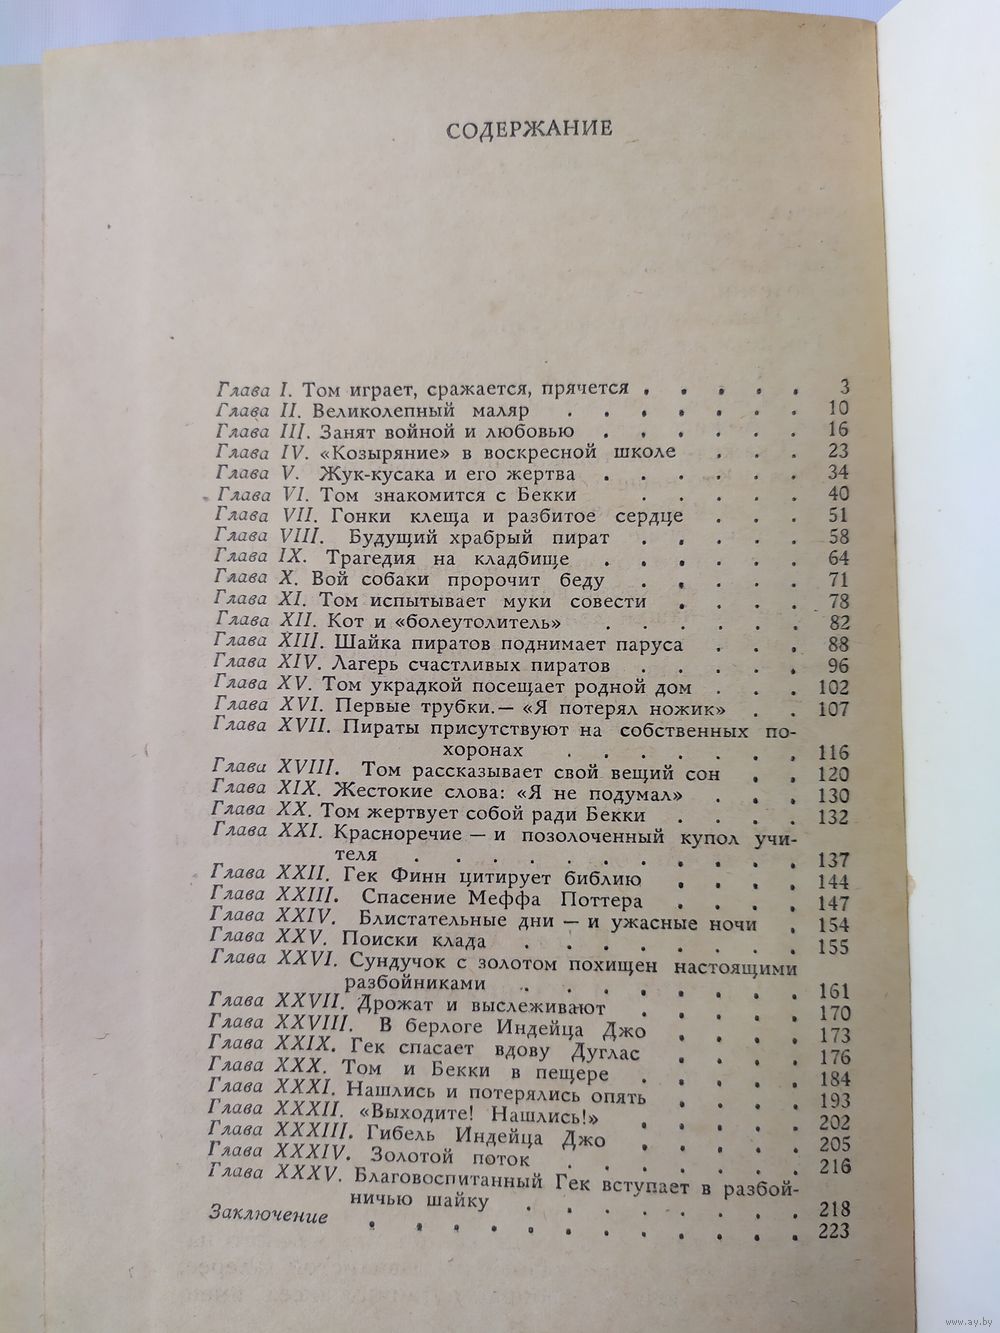 СОДЕРЖАНИЕ
Глава I. Том играет, сражается, прячется . . . . . 3
Глава II. Великолепный маляр . . . . . . . 10
Глава III. Занят войной и любовью . . . . . . 16
Глава IV. «Козыряние» в воскресной школе . . . 23
Глава V. Жук-кусака и его жертва . . . . . . 34
Глава VI. Том знакомится с Бекки . . . . . 40
Глава VII. Гонки клеща и разбитое сердце . . . 51
Глава VIII. Будущий храбрый пират . . . . . 58
Глава IX. Трагедия на кладбище . . . . . . 64
Глава X. Вой собаки пророчит беду . . . . . 71
Глава XI. Том испытывает муки совести . . . . 78
Глава XII. Кот и «болеутолитель» . . . . . . 82
Глава XIII. Шайка пиратов поднимает паруса . . . 88
Глава XIV. Лагерь счастливых пиратов . . . . . 96
Глава XV. Том украдкой посещает родной дом . . . 102
Глава XVI. Первые трубки.— «Я потерял ножик» . . 107
Глава XVII. Пираты присутствуют на собственных по-
хоронах . . . . . . . 116
Глава XVIII. Том рассказывает свой вещий сон . . 120
Глава XIX. Жестокие слова: «Я не подумал» . . . 130
Глава XX. Том жертвует собой ради Бекки . . . . 132
Глава XXI. Красноречие — и позолоченный купол учи-
теля . . . . . . . . . . . 137
Глава XXII. Гек Финн цитирует библию . . . . 144
Глава XXIII. Спасение Меффа Поттера . . . . 147
Глава XXIV. Блистательные дни — и ужасные ночи . 154
Глава XXV. Поиски клада . . . . . . . . 155
Глава XXVI. Сундучок с золотом похищен настоящими
разбойниками . . . . . . . . 161
Глава XXVII. Дрожат и выслеживают . . . . . 170
Глава XXVIII. В берлоге Индейца Джо . . . . 173
Глава XXIX. Гек спасает вдову Дуглас . . . . 176
Глава XXX. Том и Бекки в пещере . . . . . 184
Глава XXXI. Нашлись и потерялись опять . . . . 193
Глава XXXII. «Выходите! Нашлись!» . . . . . 202
Глава XXXIII. Гибель Индейца Джо . . . . . 205
Глава XXXIV. Золотой поток . . . . . . . 216
Глава XXXV. Благовоспитанный Гек вступает в разбой-
ничью шайку . . . . . . . . 218
Заключение . . . . . . . . . . . . 223
www.ay.by